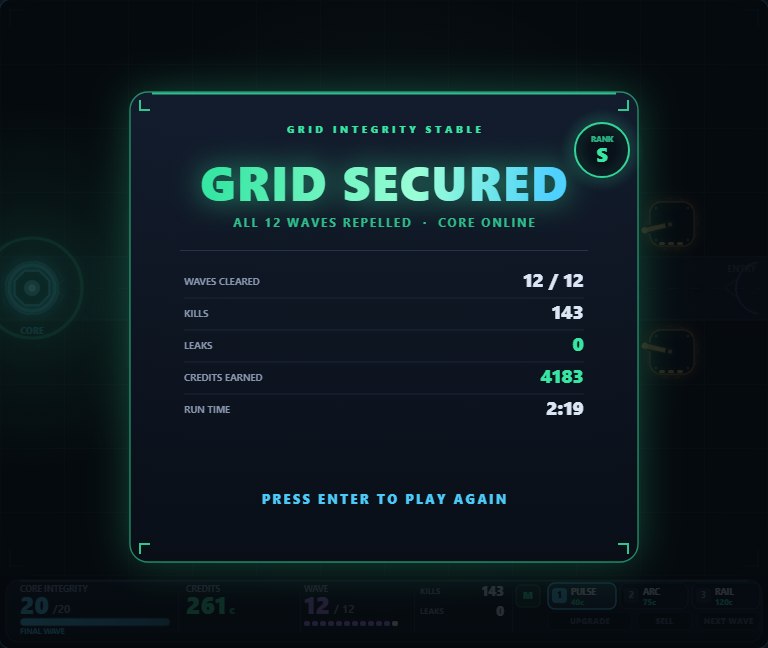 GRID INTEGRITY STABLE
RANK
S
GRID SECURED
ALL 12 WAVES REPELLED · CORE ONLINE
WAVES CLEARED 12 / 12
KILLS 143
LEAKS 0
CREDITS EARNED 4183
RUN TIME 2:19
PRESS ENTER TO PLAY AGAIN
CORE
ENTRY
CORE INTEGRITY
20 /20
FINAL WAVE
CREDITS
261 c
WAVE
12 / 12
KILLS 143
LEAKS 0
M
1 PULSE
40c
2 ARC
75c
3 RAIL
120c
UPGRADE
SELL
NEXT WAVE